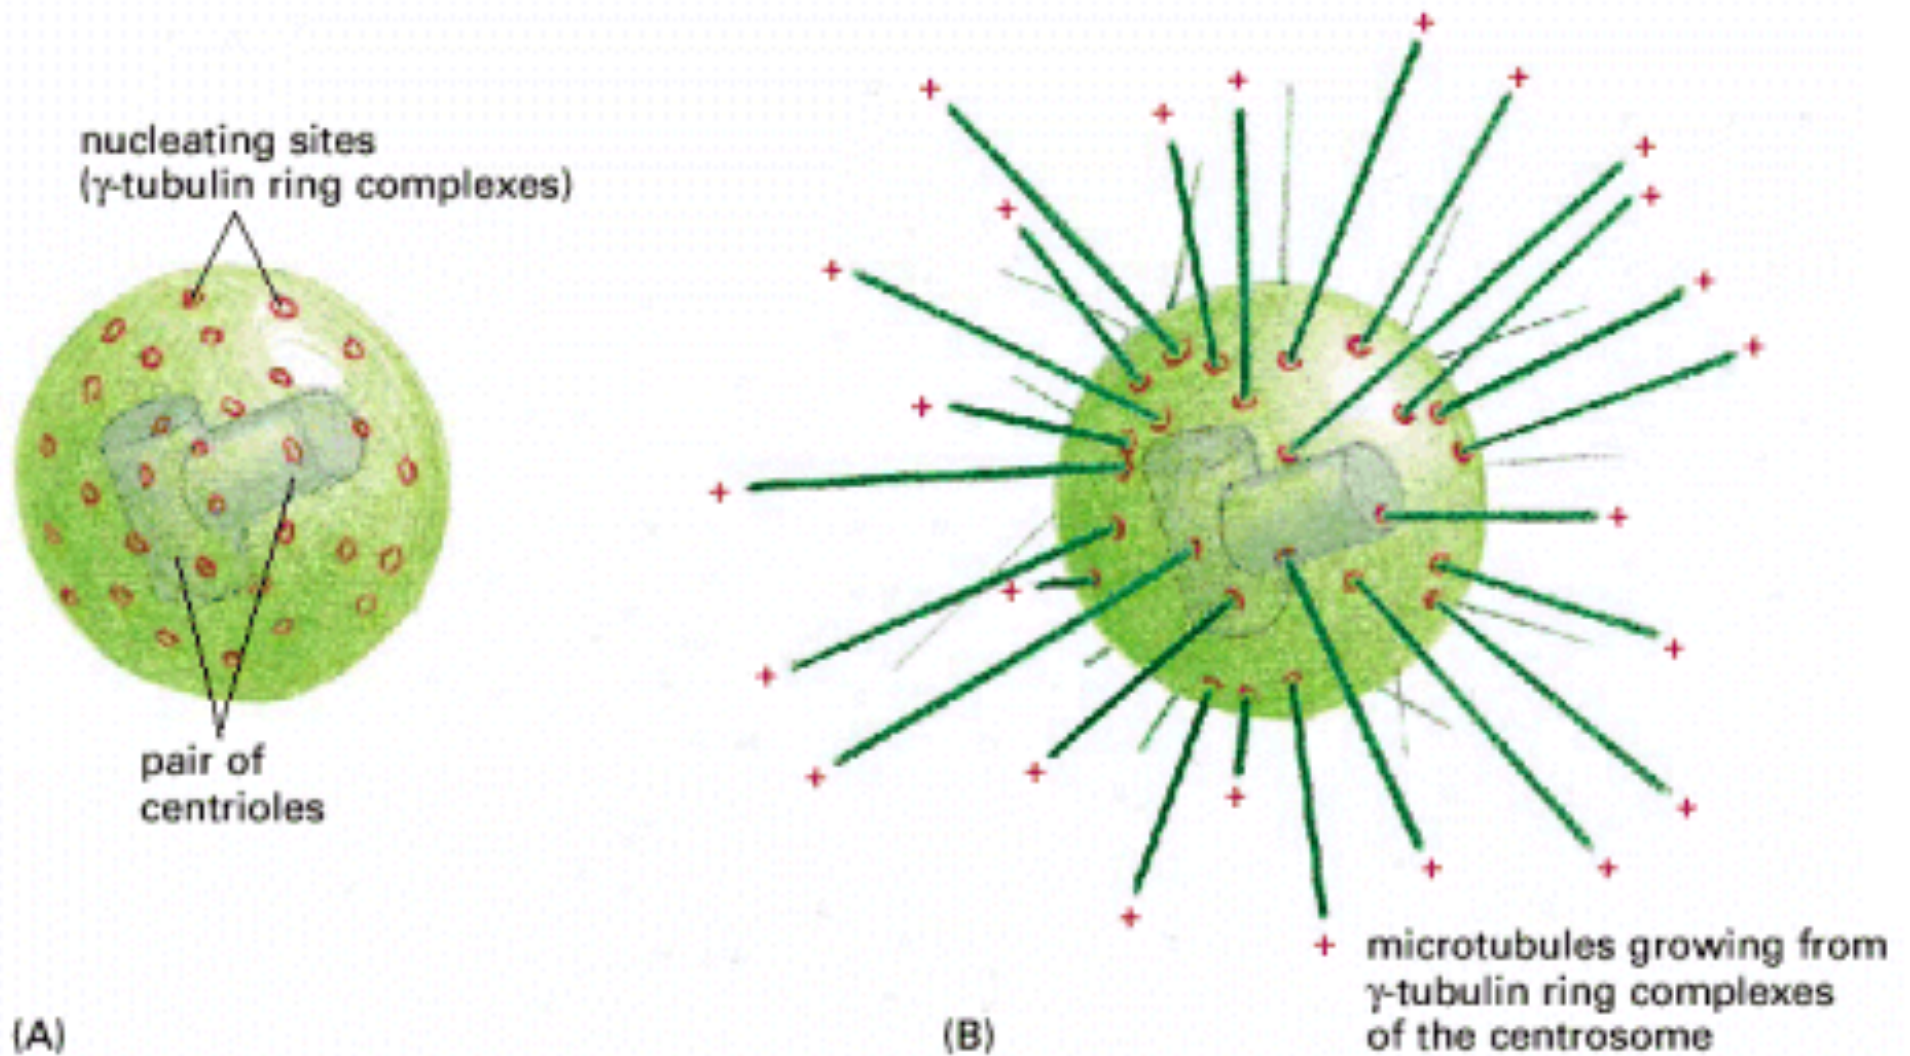 nucleating sites
(γ-tubulin ring complexes)
pair of
centrioles
(A)
+ + + + + + + + + + + + + + + + + + + + + + + + +
microtubules growing from
γ-tubulin ring complexes
of the centrosome
(B)